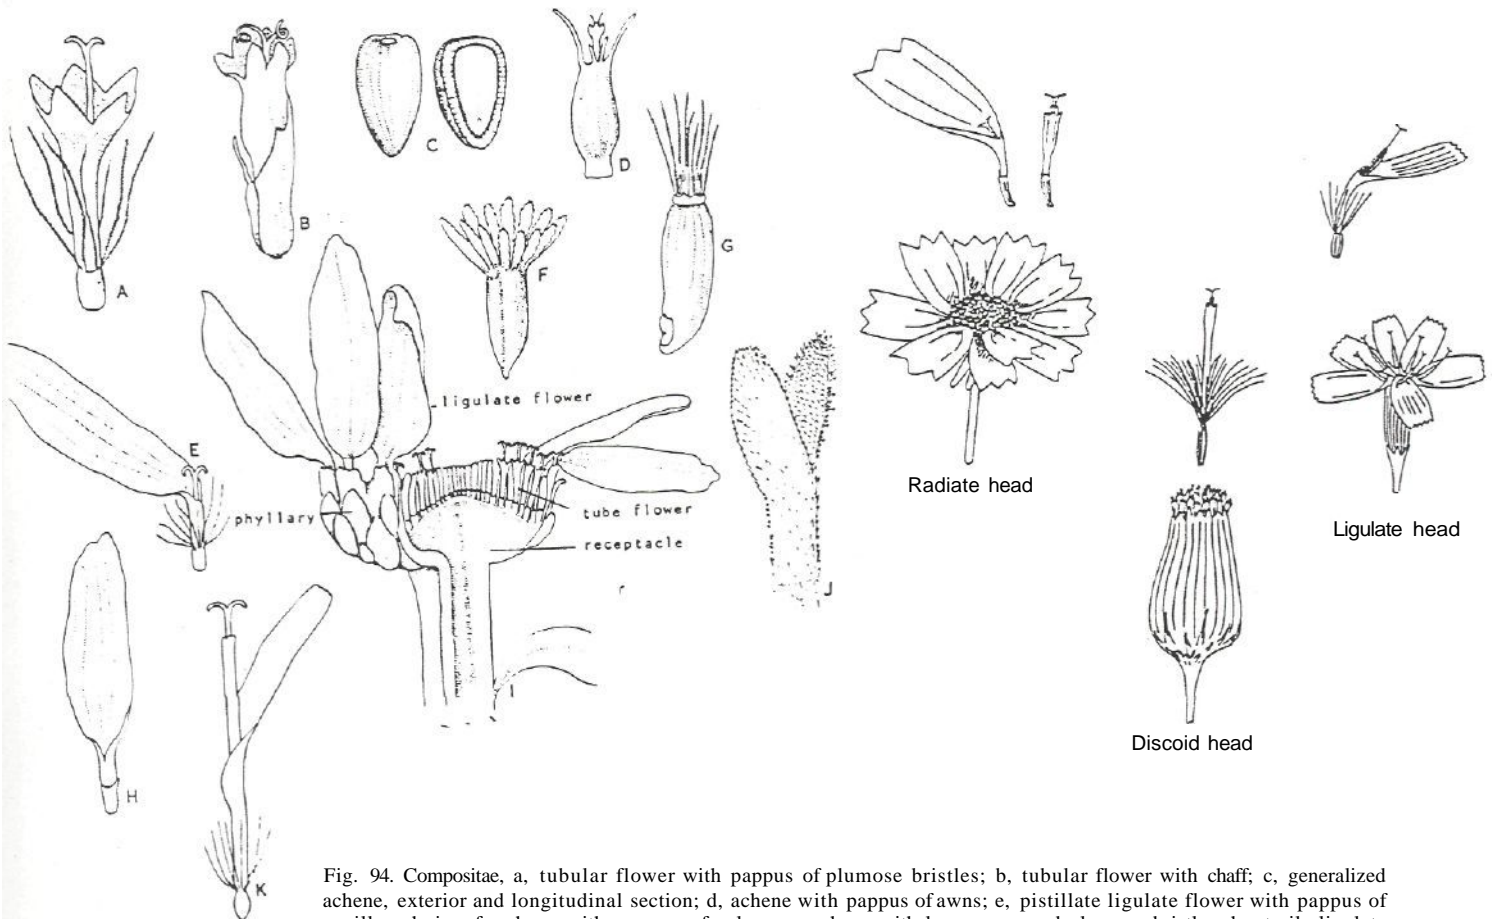 A
B
C
D
E
F
G
H
I
J
K
ligulate flower
phyllary
tube flower
receptacle
Radiate head
Ligulate head
Discoid head
Fig. 94. Compositae, a, tubular flower with pappus of plumose bristles; b, tubular flower with chaff; c, generalized
achene, exterior and longitudinal section; d, achene with pappus of awns; e, pistillate ligulate flower with pappus of